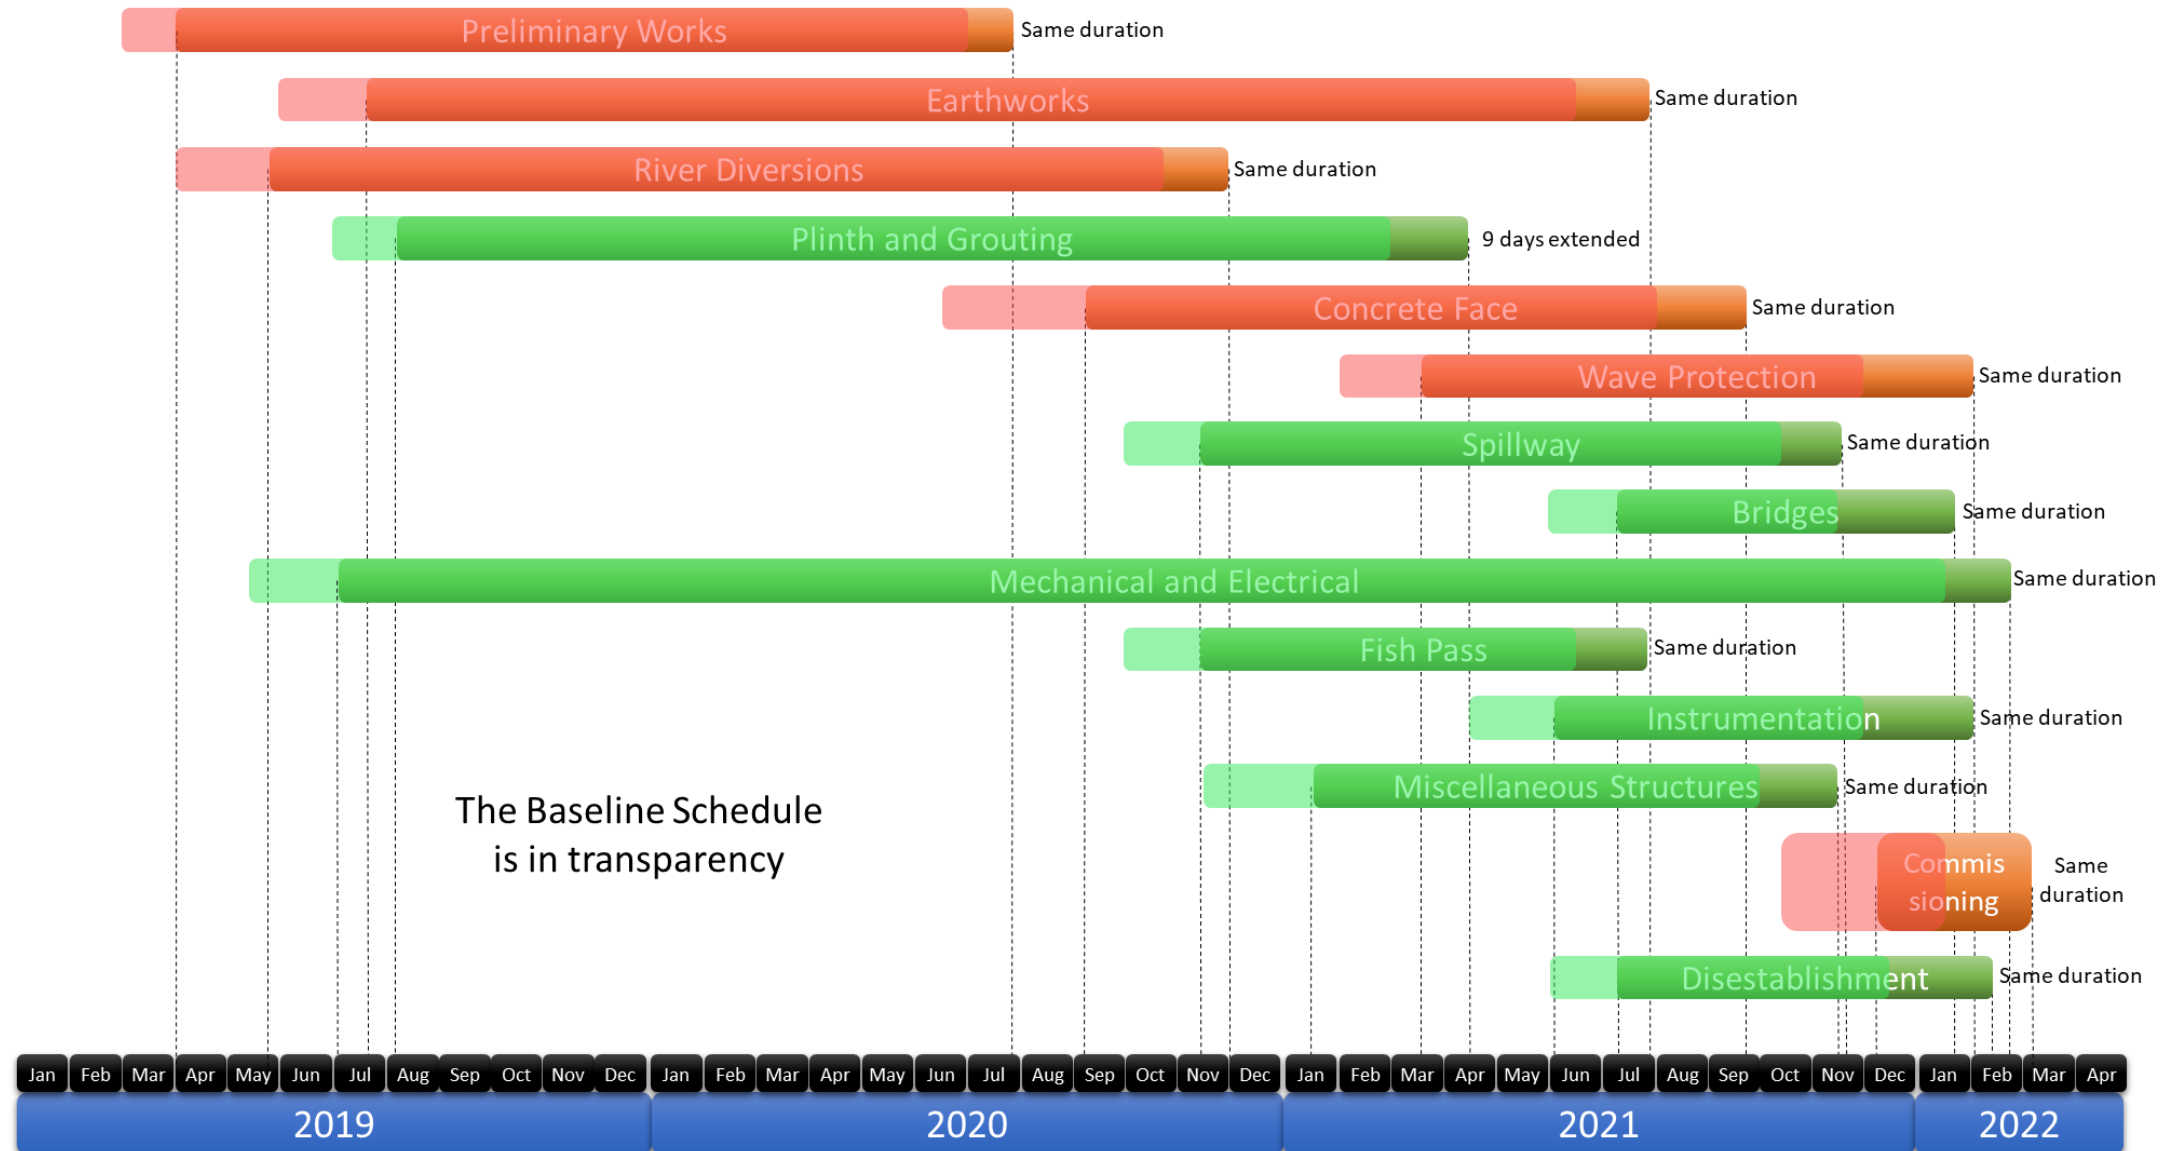 Preliminary Works
Same duration
Earthworks
Same duration
River Diversions
Same duration
Plinth and Grouting
9 days extended
Concrete Face
Same duration
Wave Protection
Same duration
Spillway
Same duration
Bridges
Same duration
Mechanical and Electrical
Same duration
Fish Pass
Same duration
Instrumentation
Same duration
Miscellaneous Structures
Same duration
The Baseline Schedule
is in transparency
Commis
sioning
Same
duration
Disestablishment
Same duration
Jan Feb Mar Apr May Jun Jul Aug Sep Oct Nov Dec Jan Feb Mar Apr May Jun Jul Aug Sep Oct Nov Dec Jan Feb Mar Apr May Jun Jul Aug Sep Oct Nov Dec Jan Feb Mar Apr
2019 2020 2021 2022